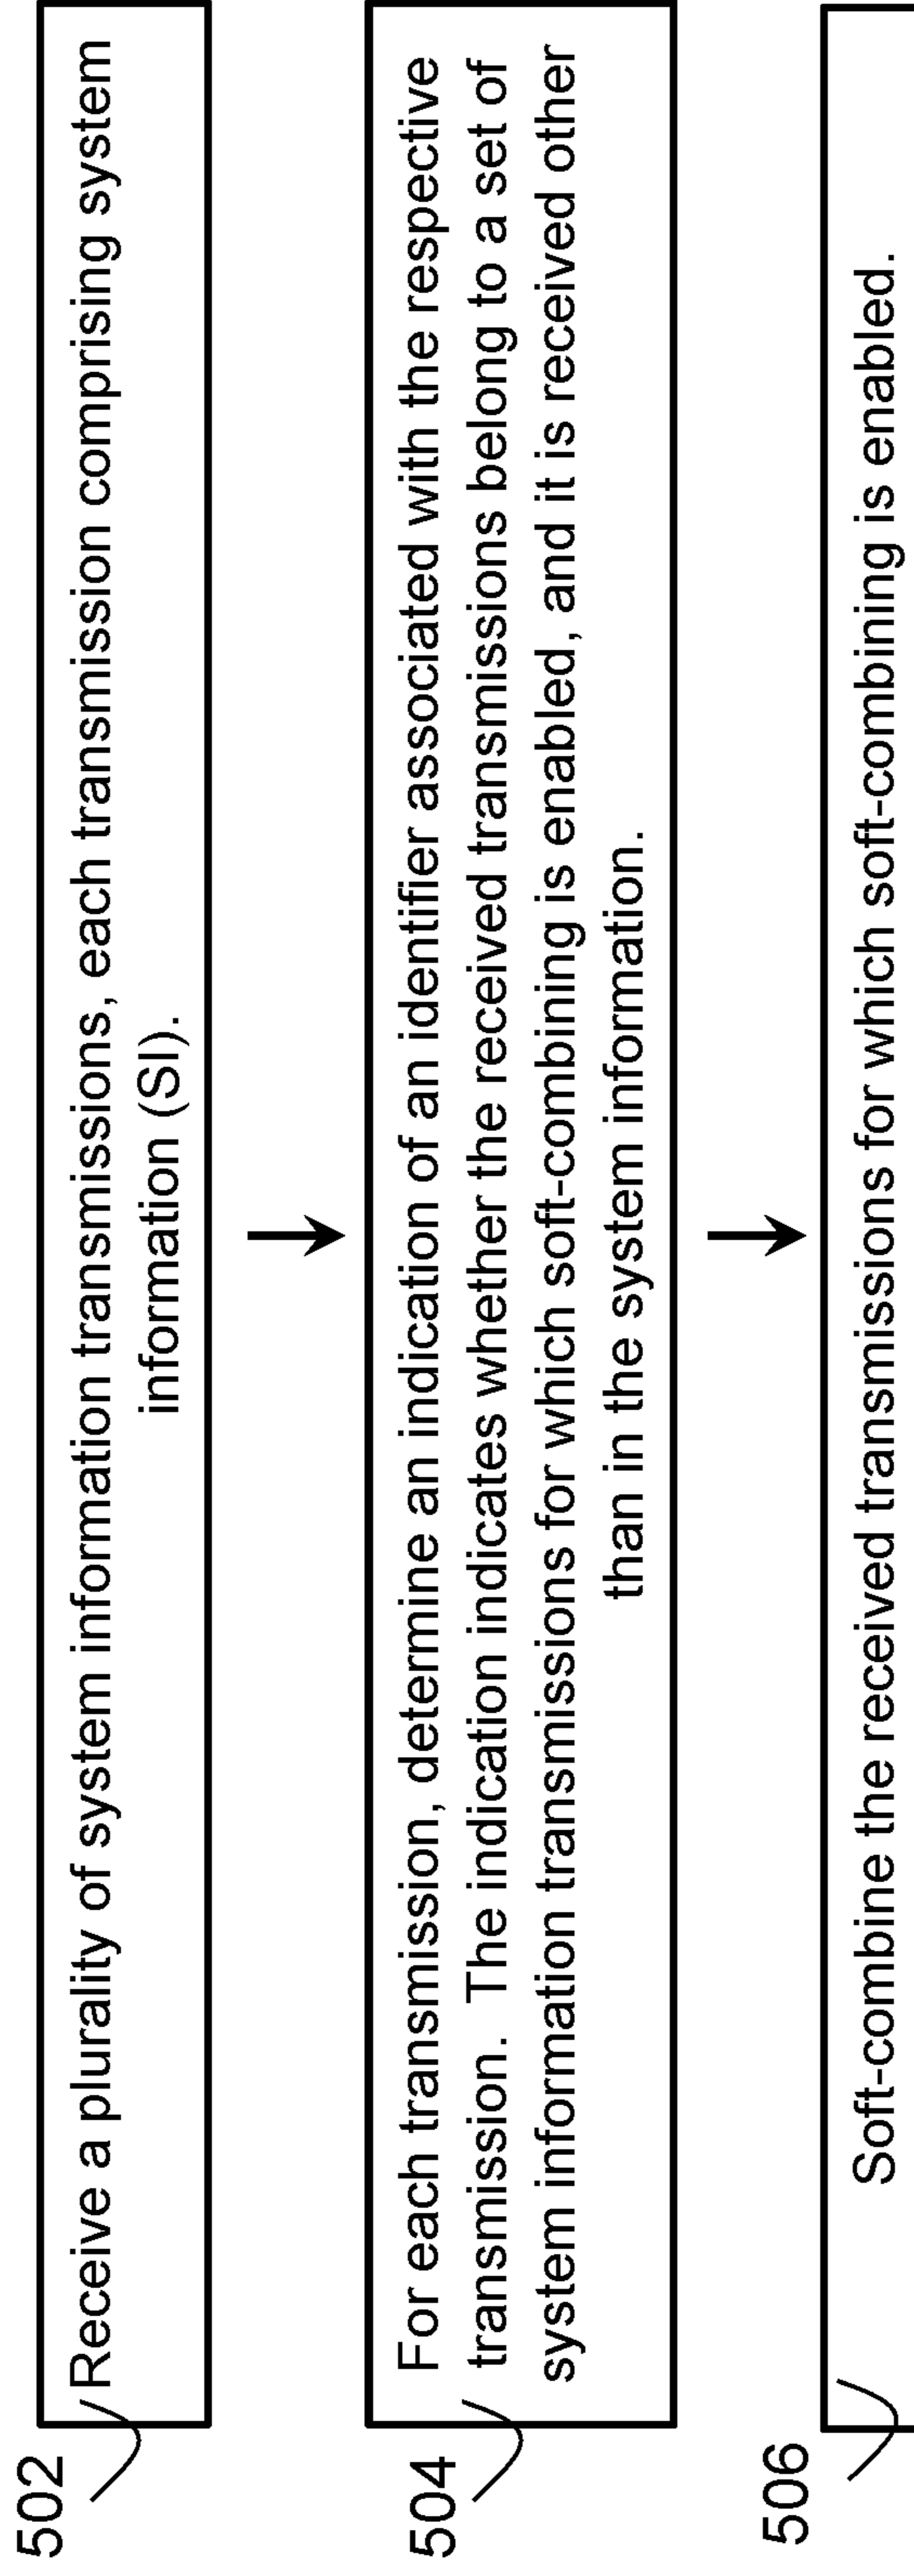 502
Receive a plurality of system information transmissions, each transmission comprising system
information (SI).
504
For each transmission, determine an indication of an identifier associated with the respective
transmission. The indication indicates whether the received transmissions belong to a set of
system information transmissions for which soft-combining is enabled, and it is received other
than in the system information.
506
Soft-combine the received transmissions for which soft-combining is enabled.